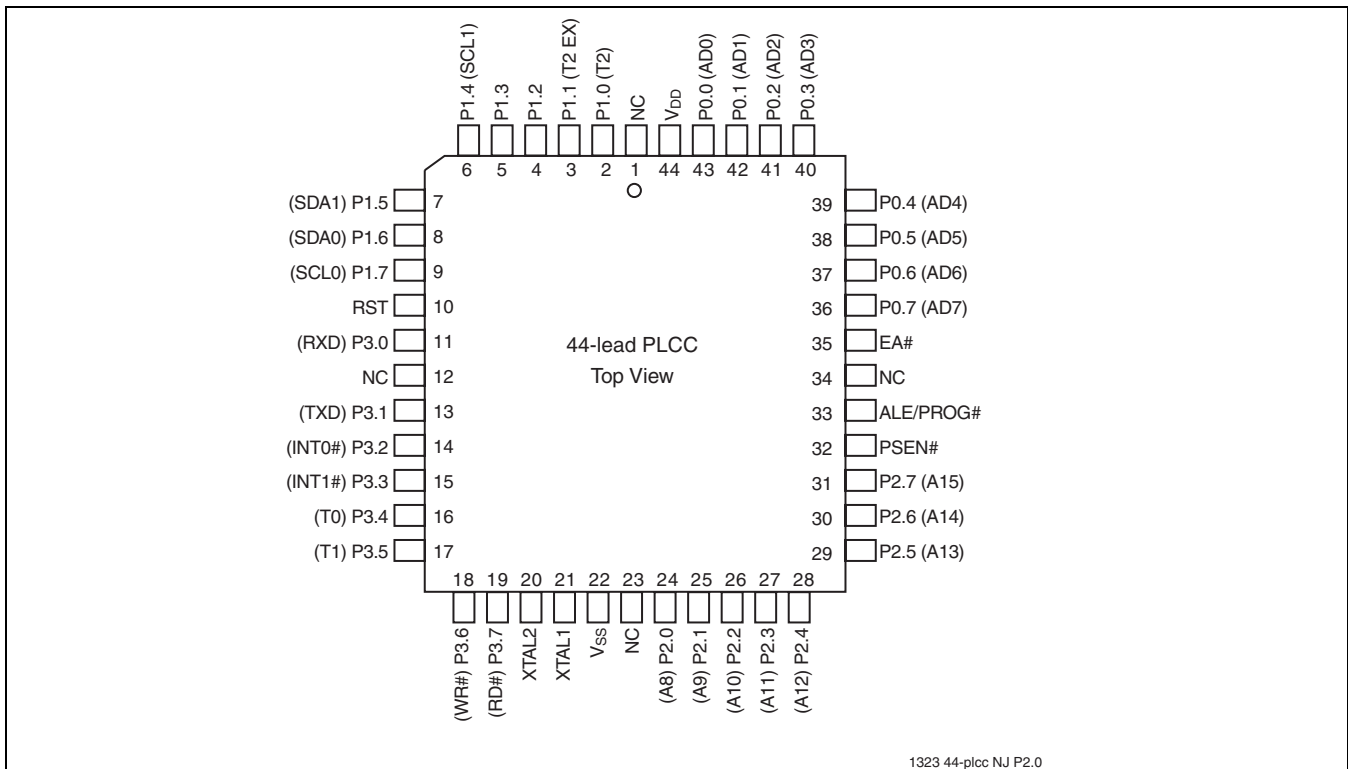 P1.4 (SCL1)
P1.3
P1.2
P1.1 (T2 EX)
P1.0 (T2)
NC
VDD
P0.0 (AD0)
P0.1 (AD1)
P0.2 (AD2)
P0.3 (AD3)
6 5 4 3 2 1 44 43 42 41 40
(SDA1) P1.5 7
(SDA0) P1.6 8
(SCL0) P1.7 9
RST 10
(RXD) P3.0 11
NC 12
(TXD) P3.1 13
(INT0#) P3.2 14
(INT1#) P3.3 15
(T0) P3.4 16
(T1) P3.5 17
44-lead PLCC
Top View
39 P0.4 (AD4)
38 P0.5 (AD5)
37 P0.6 (AD6)
36 P0.7 (AD7)
35 EA#
34 NC
33 ALE/PROG#
32 PSEN#
31 P2.7 (A15)
30 P2.6 (A14)
29 P2.5 (A13)
18 19 20 21 22 23 24 25 26 27 28
(WR#) P3.6
(RD#) P3.7
XTAL2
XTAL1
VSS
NC
(A8) P2.0
(A9) P2.1
(A10) P2.2
(A11) P2.3
(A12) P2.4
1323 44-plcc NJ P2.0